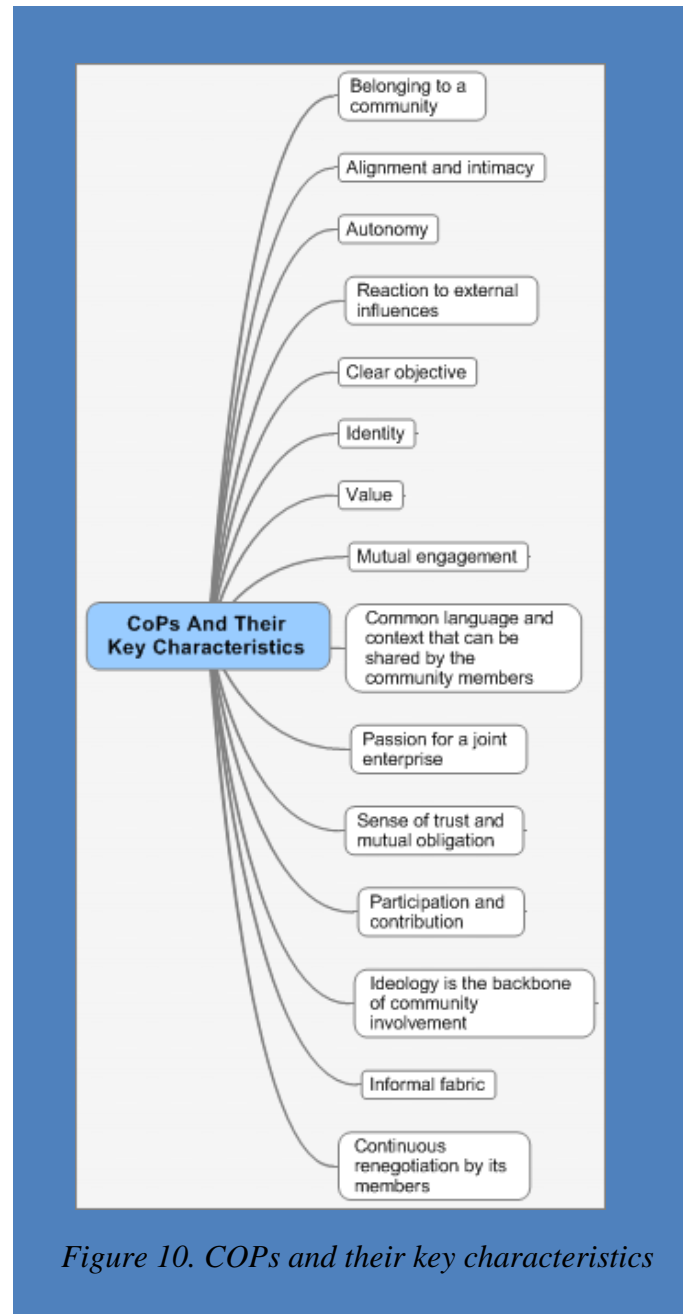 Belonging to a
community
Alignment and intimacy
Autonomy
Reaction to external
influences
Clear objective
Identity
Value
Mutual engagement
CoPs And Their
Key Characteristics
Common language and
context that can be
shared by the
community members
Passion for a joint
enterprise
Sense of trust and
mutual obligation
Participation and
contribution
Ideology is the backbone
of community
involvement
Informal fabric
Continuous
renegotiation by its
members
Figure 10. COPs and their key characteristics